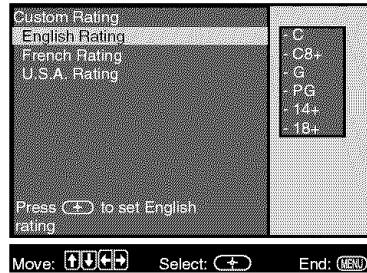 Custom Rating
English Rating
French Rating
U.S.A. Rating
- C
- C8+
- G
- PG
- 14+
- 18+
Press + to set English
rating
Move: Select: + End: MENU